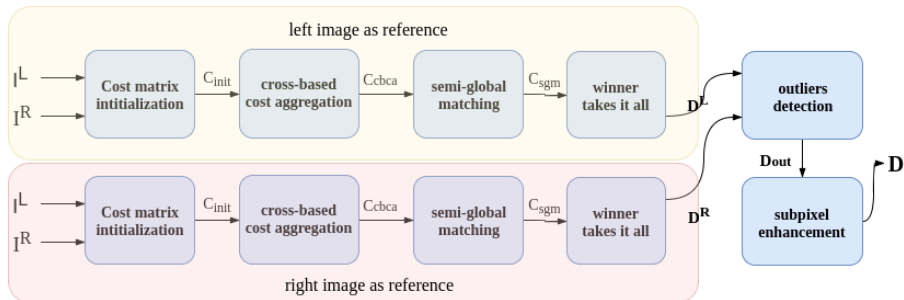 left image as reference
I^L
I^R
Cost matrix
intitialization
C_init
cross-based
cost aggregation
C_cbca
semi-global
matching
C_sgm
winner
takes it all
D^L
outliers
detection
Dout
subpixel
enhancement
D
I^L
I^R
Cost matrix
intitialization
C_init
cross-based
cost aggregation
C_cbca
semi-global
matching
C_sgm
winner
takes it all
D^R
right image as reference